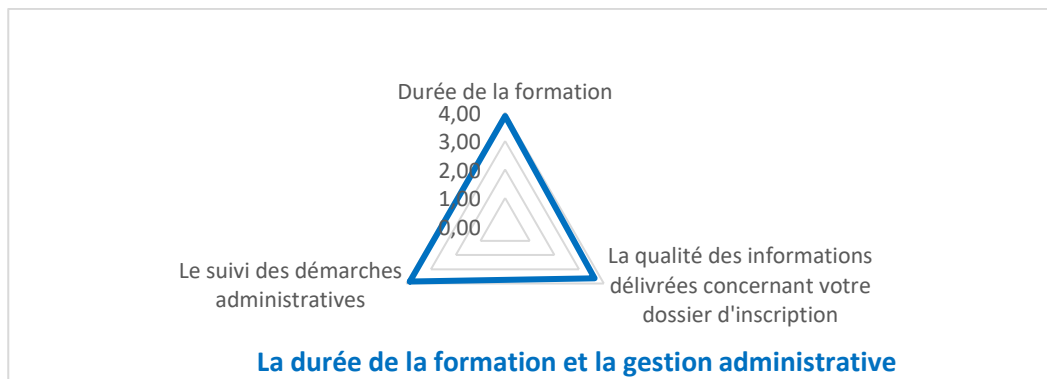 Durée de la formation
4,00
3,00
2,00
1,00
0,00
La qualité des informations
délivrées concernant votre
dossier d'inscription
Le suivi des démarches
administratives
La durée de la formation et la gestion administrative